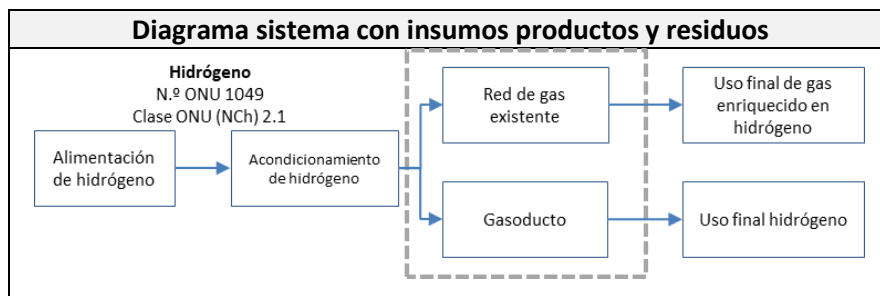 Diagrama sistema con insumos productos y residuos
Hidrógeno
N.º ONU 1049
Clase ONU (NCh) 2.1
Alimentación
de hidrógeno
Acondicionamiento
de hidrógeno
Red de gas
existente
Uso final de gas
enriquecido en
hidrógeno
Gasoducto
Uso final hidrógeno